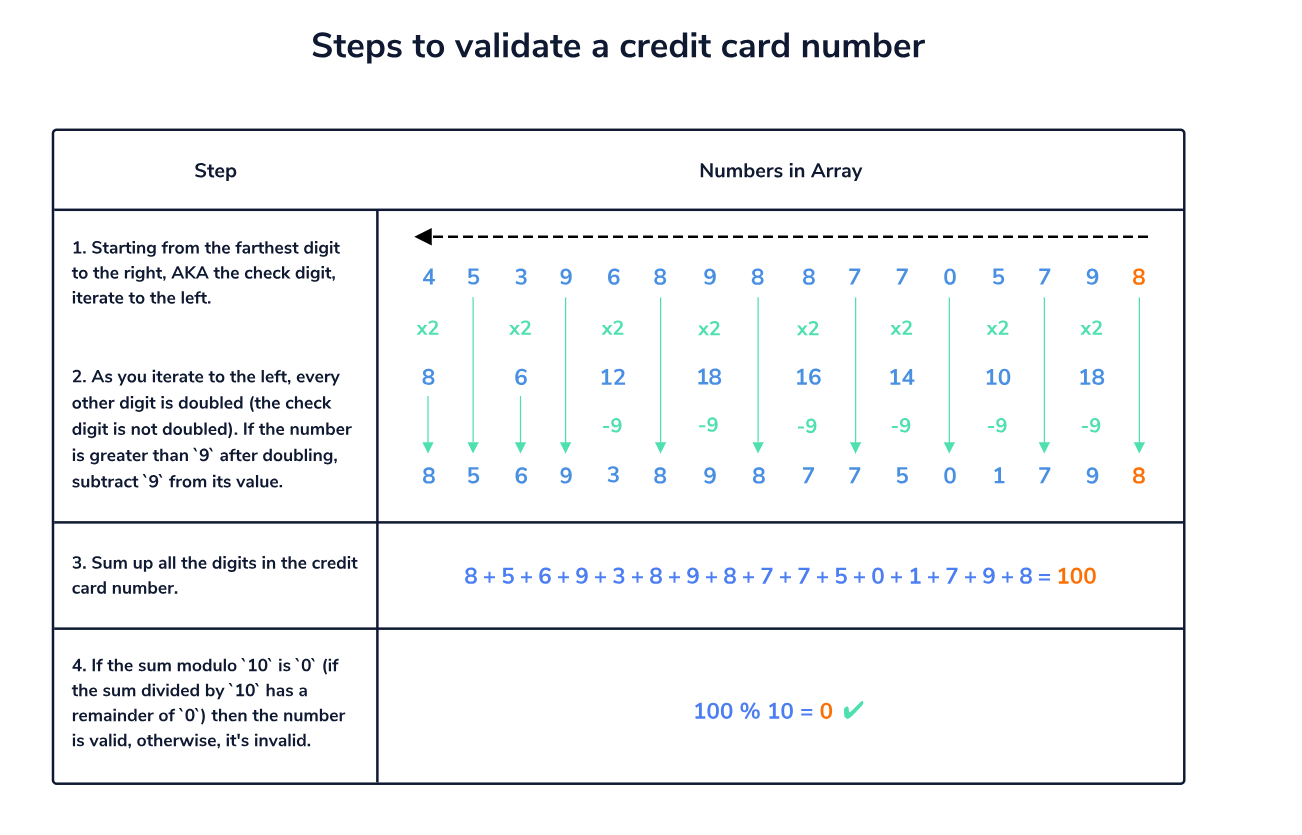 Steps to validate a credit card number
Step
Numbers in Array
1. Starting from the farthest digit
to the right, AKA the check digit,
iterate to the left.
4 5 3 9 6 8 9 8 8 7 7 0 5 7 9 8
x2 x2 x2 x2 x2 x2 x2 x2
2. As you iterate to the left, every
other digit is doubled (the check
digit is not doubled). If the number
is greater than `9` after doubling,
subtract `9` from its value.
8 6 12 18 16 14 10 18
-9 -9 -9 -9 -9 -9
8 5 6 9 3 8 9 8 7 7 5 0 1 7 9 8
3. Sum up all the digits in the credit
card number.
8 + 5 + 6 + 9 + 3 + 8 + 9 + 8 + 7 + 7 + 5 + 0 + 1 + 7 + 9 + 8 = 100
4. If the sum modulo `10` is `0` (if
the sum divided by `10` has a
remainder of `0`) then the number
is valid, otherwise, it's invalid.
100 % 10 = 0 ✔